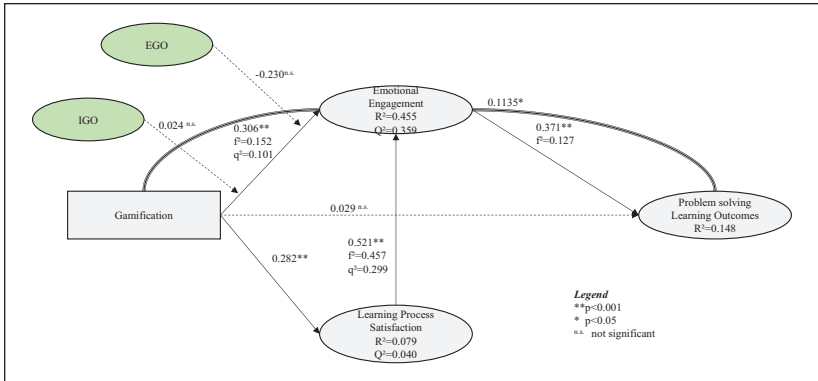 EGO
-0.230n.s.
IGO
0.024 n.s.
Emotional
Engagement
R²=0.455
Q²=0.359
0.1135*
0.306**
f²=0.152
q²=0.101
0.371**
f²=0.127
Gamification
0.029 n.s.
Problem solving
Learning Outcomes
R²=0.148
0.282**
0.521**
f²=0.457
q²=0.299
Learning Process
Satisfaction
R²=0.079
Q²=0.040
Legend
**p<0.001
* p<0.05
n.s. not significant